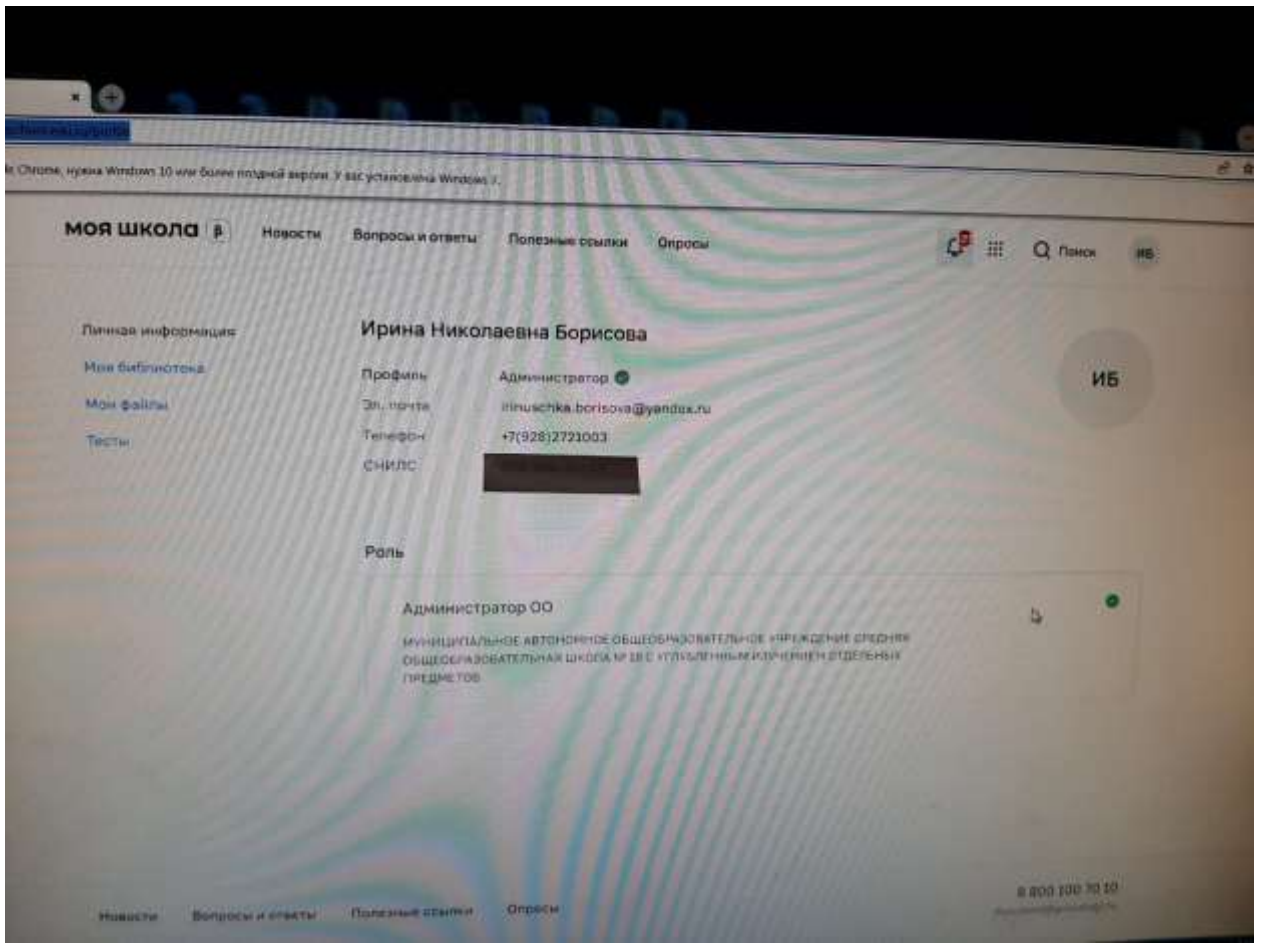 Chrome, нужна Windows 10 или более поздней версии. У вас установлена Windows 7.
моя школа β Новости Вопросы и ответы Полезные ссылки Опросы Поиск ИБ
Личная информация
Моя библиотека
Мои файлы
Тесты
Ирина Николаевна Борисова
ИБ
Профиль Администратор
Эл. почта irinuschka.borisova@yandex.ru
Телефон +7(928)2721003
СНИЛС
Роль
Администратор ОО
МУНИЦИПАЛЬНОЕ АВТОНОМНОЕ ОБЩЕОБРАЗОВАТЕЛЬНОЕ УЧРЕЖДЕНИЕ СРЕДНЯЯ
ОБЩЕОБРАЗОВАТЕЛЬНАЯ ШКОЛА № 18 С УГЛУБЛЕННЫМ ИЗУЧЕНИЕМ ОТДЕЛЬНЫХ
ПРЕДМЕТОВ
8 800 100 70 10
Новости Вопросы и ответы Полезные ссылки Опросы